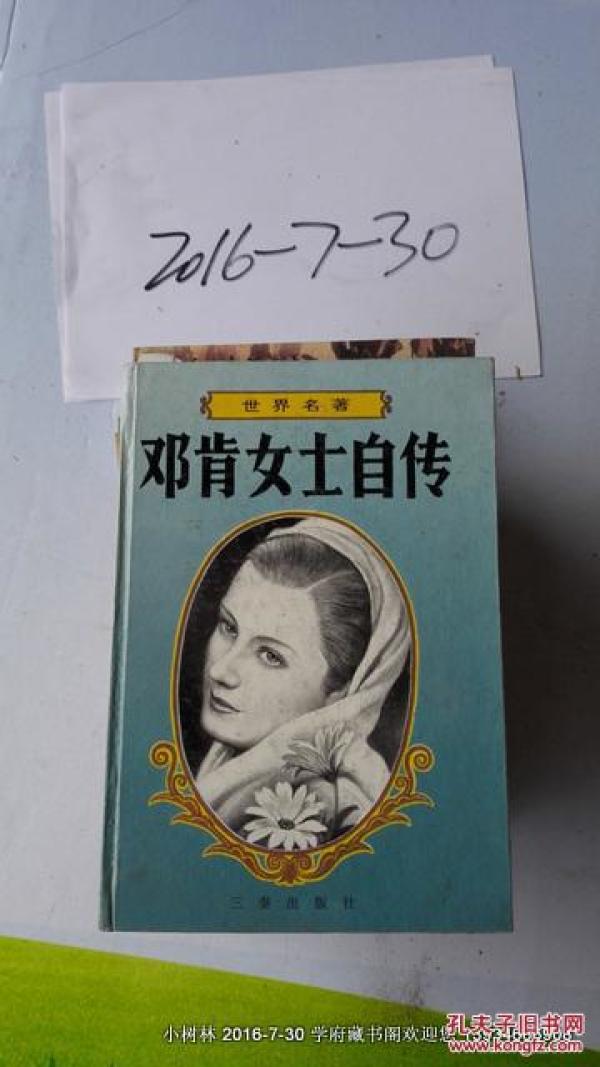 2016-7-30
世界名著
邓肯女士自传
三秦出版社
小树林 2016-7-30 学府藏书阁欢迎您
孔夫子旧书网
kongfz.com